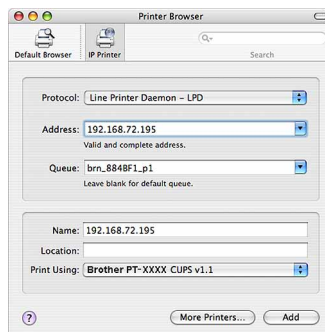 Printer Browser
Default Browser
IP Printer
Search
Protocol: Line Printer Daemon - LPD
Address: 192.168.72.195
Valid and complete address.
Queue: brn_884BF1_p1
Leave blank for default queue.
Name: 192.168.72.195
Location:
Print Using: Brother PT-XXXX CUPS v1.1
?
More Printers...
Add